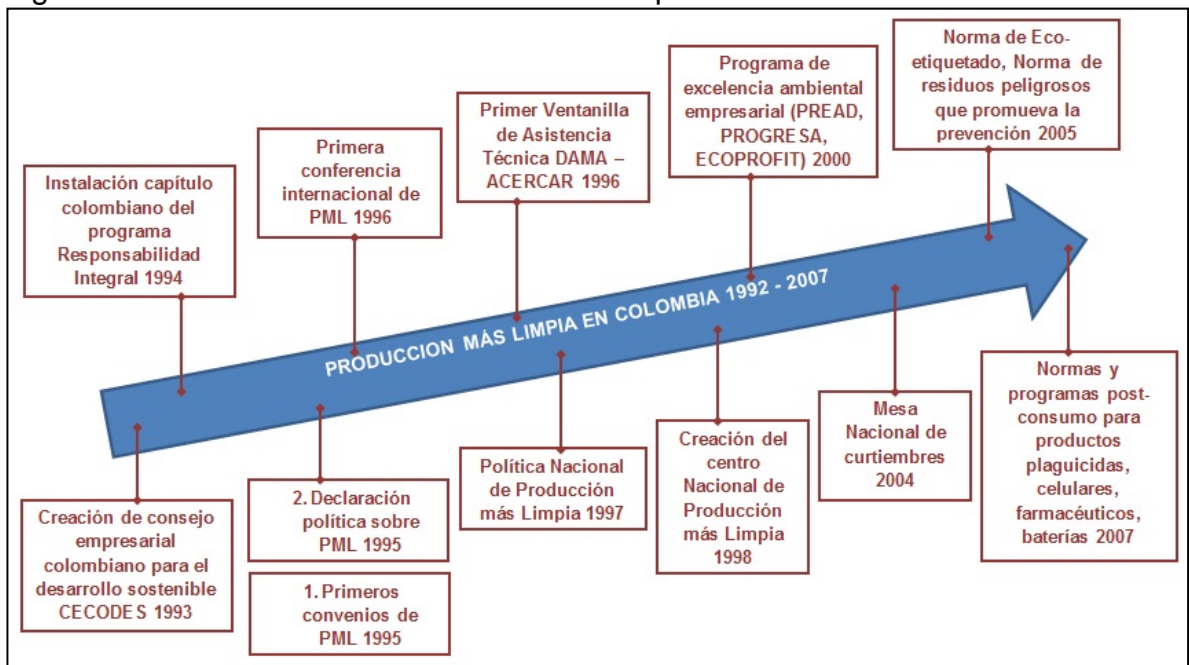 Instalación capítulo
colombiano del
programa
Responsabilidad
Integral 1994
Primera
conferencia
internacional de
PML 1996
Primer Ventanilla
de Asistencia
Técnica DAMA –
ACERCAR 1996
Programa de
excelencia ambiental
empresarial (PREAD,
PROGRESA,
ECOPROFIT) 2000
Norma de Eco-
etiquetado, Norma de
residuos peligrosos
que promueva la
prevención 2005
PRODUCCION MÁS LIMPIA EN COLOMBIA 1992 - 2007
Creación de consejo
empresarial
colombiano para el
desarrollo sostenible
CECODES 1993
2. Declaración
política sobre
PML 1995
1. Primeros
convenios de
PML 1995
Política Nacional
de Producción
más Limpia 1997
Creación del
centro
Nacional de
Producción
más Limpia
1998
Mesa
Nacional de
curtiembres
2004
Normas y
programas post-
consumo para
productos
plaguicidas,
celulares,
farmacéuticos,
baterías 2007